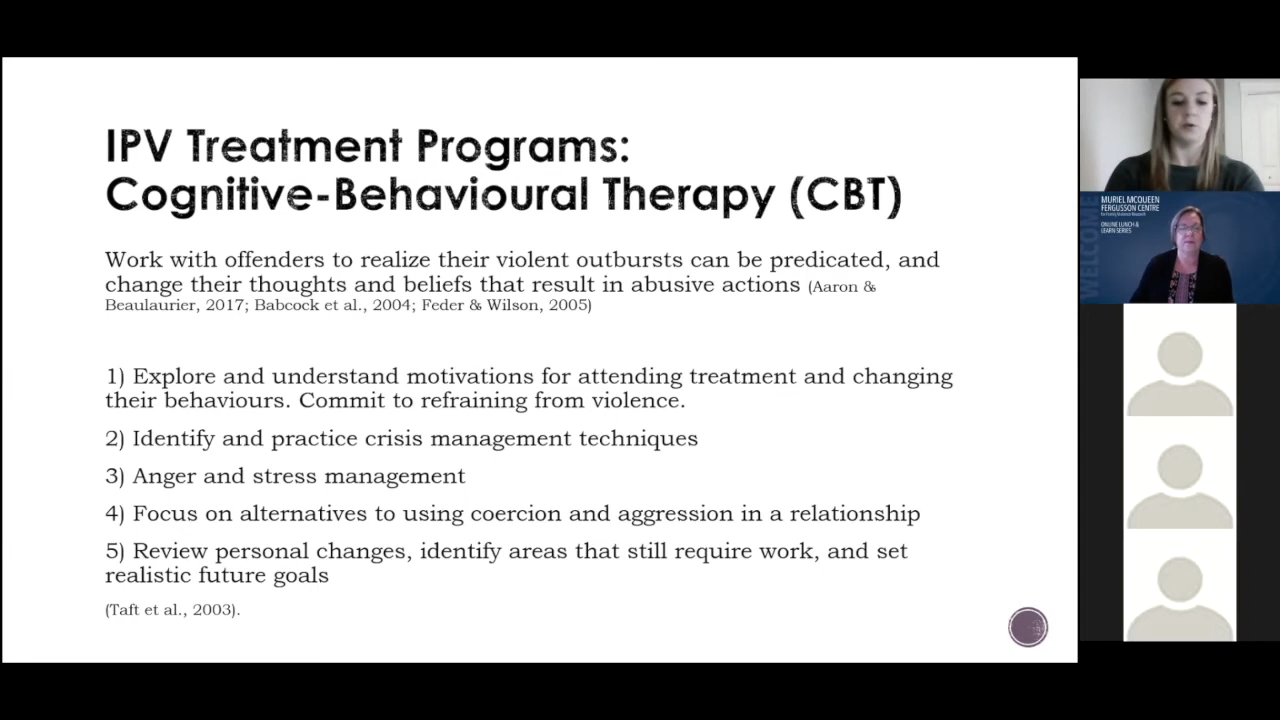 IPV Treatment Programs:
Cognitive-Behavioural Therapy (CBT)
Work with offenders to realize their violent outbursts can be predicated, and
change their thoughts and beliefs that result in abusive actions (Aaron &
Beaulaurier, 2017; Babcock et al., 2004; Feder & Wilson, 2005)
1) Explore and understand motivations for attending treatment and changing
their behaviours. Commit to refraining from violence.
2) Identify and practice crisis management techniques
3) Anger and stress management
4) Focus on alternatives to using coercion and aggression in a relationship
5) Review personal changes, identify areas that still require work, and set
realistic future goals
(Taft et al., 2003).
MURIEL MCQUEEN
FERGUSSON CENTRE
For Family Violence Research
ONLINE LUNCH &
LEARN SERIES
WELCOME